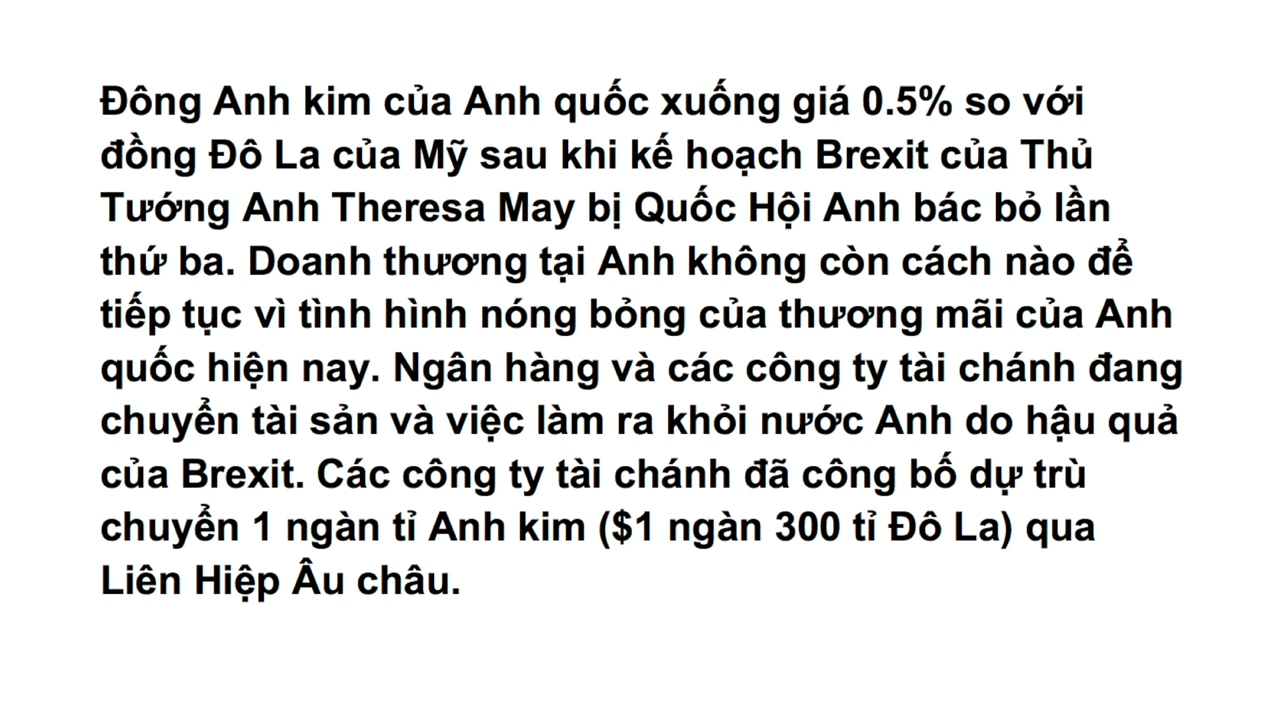 Đông Anh kim của Anh quốc xuống giá 0.5% so với
đồng Đô La của Mỹ sau khi kế hoạch Brexit của Thủ
Tướng Anh Theresa May bị Quốc Hội Anh bác bỏ lần
thứ ba. Doanh thương tại Anh không còn cách nào để
tiếp tục vì tình hình nóng bỏng của thương mãi của Anh
quốc hiện nay. Ngân hàng và các công ty tài chánh đang
chuyển tài sản và việc làm ra khỏi nước Anh do hậu quả
của Brexit. Các công ty tài chánh đã công bố dự trù
chuyển 1 ngàn tỉ Anh kim ($1 ngàn 300 tỉ Đô La) qua
Liên Hiệp Âu châu.